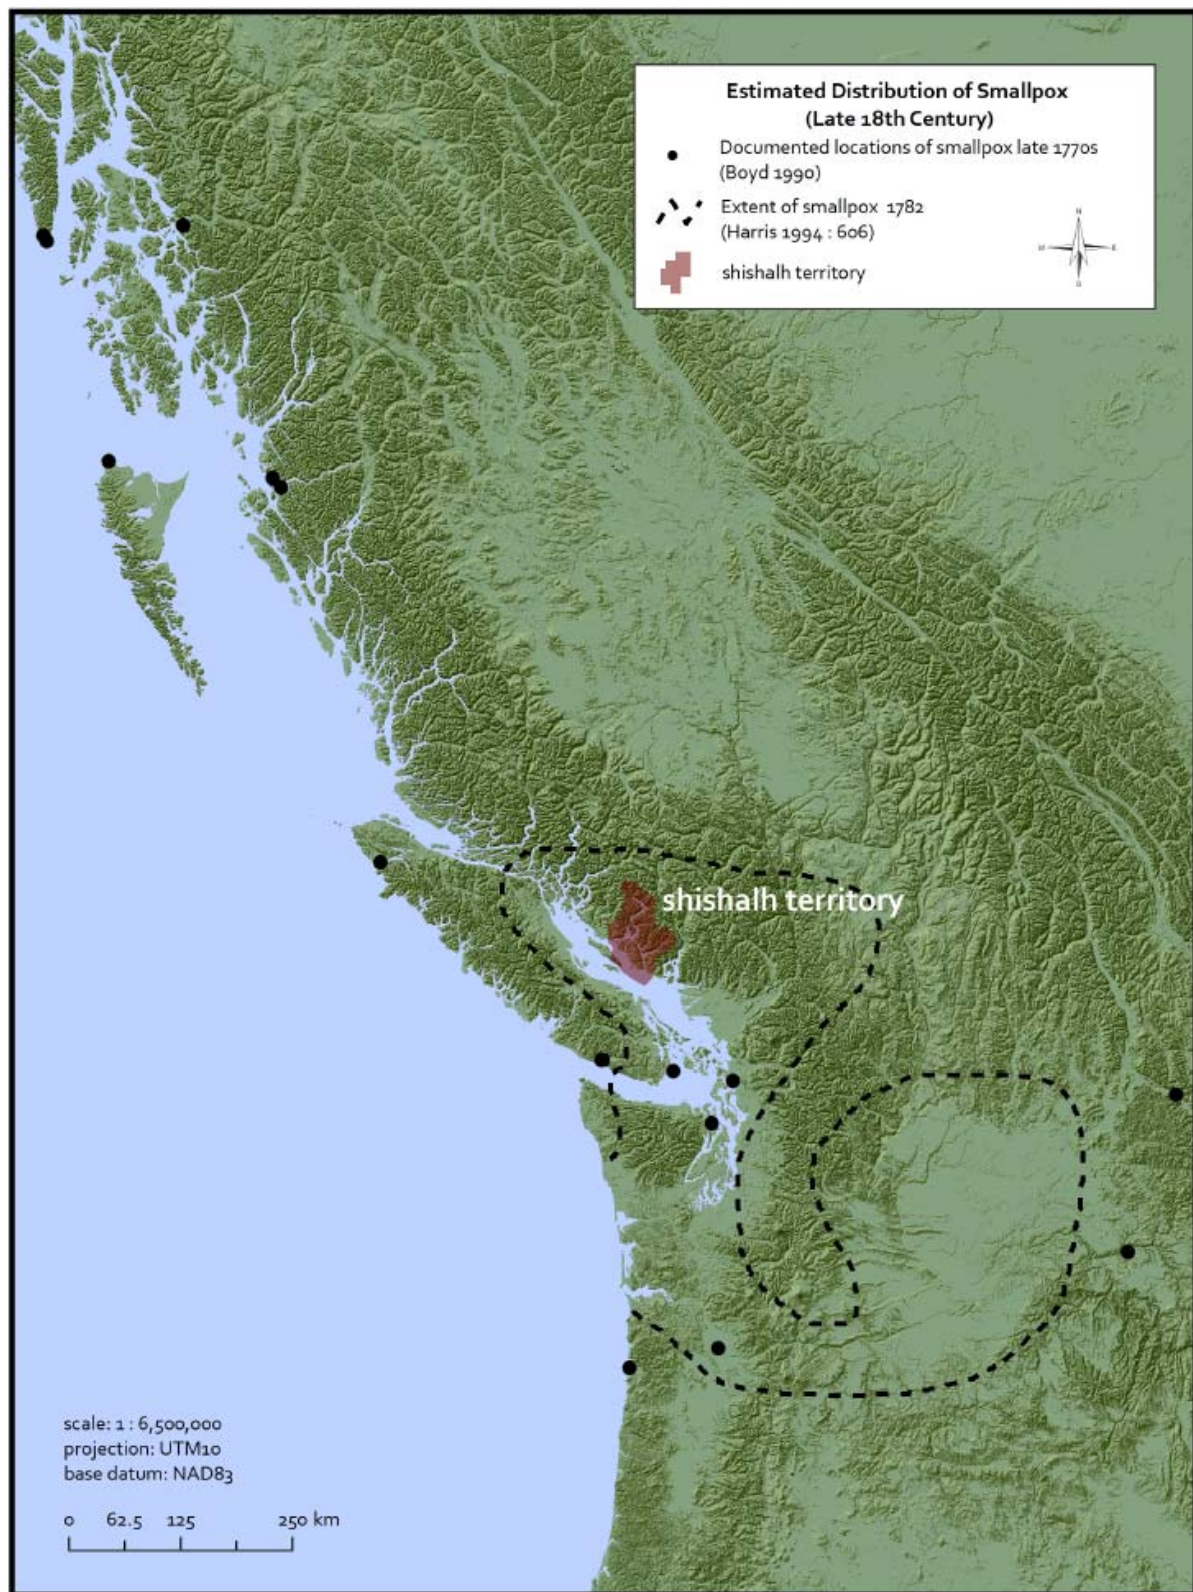 Estimated Distribution of Smallpox
(Late 18th Century)
Documented locations of smallpox late 1770s
(Boyd 1990)
Extent of smallpox 1782
(Harris 1994 : 606)
shishalh territory
N
W
E
S
shishalh territory
scale: 1 : 6,500,000
projection: UTM10
base datum: NAD83
0 62.5 125 250 km